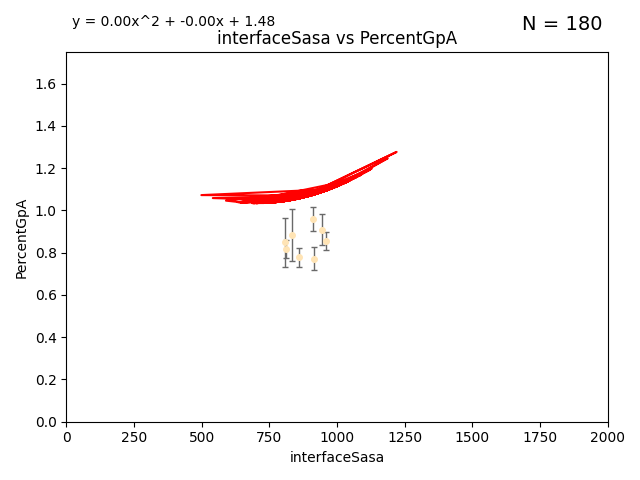 y = 0.00x^2 + -0.00x + 1.48
N = 180
interfaceSasa vs PercentGpA
1.6
1.4
1.2
1.0
0.8
0.6
0.4
0.2
0.0
PercentGpA
0 250 500 750 1000 1250 1500 1750 2000
interfaceSasa